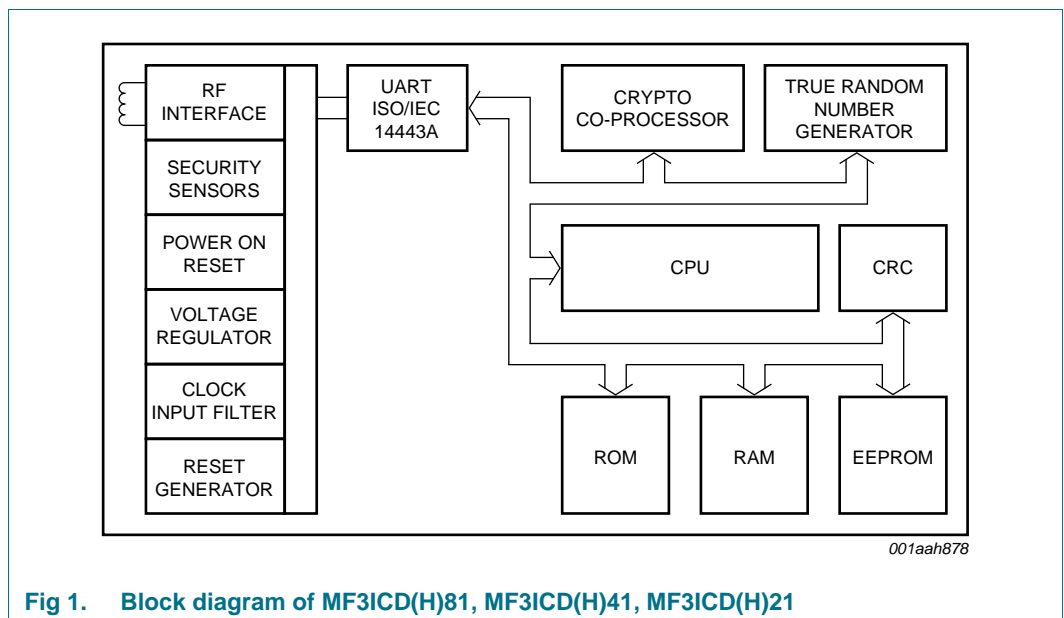 RF
INTERFACE
SECURITY
SENSORS
POWER ON
RESET
VOLTAGE
REGULATOR
CLOCK
INPUT FILTER
RESET
GENERATOR
UART
ISO/IEC
14443A
CRYPTO
CO-PROCESSOR
TRUE RANDOM
NUMBER
GENERATOR
CPU
CRC
ROM
RAM
EEPROM
001aah878
Fig 1. Block diagram of MF3ICD(H)81, MF3ICD(H)41, MF3ICD(H)21